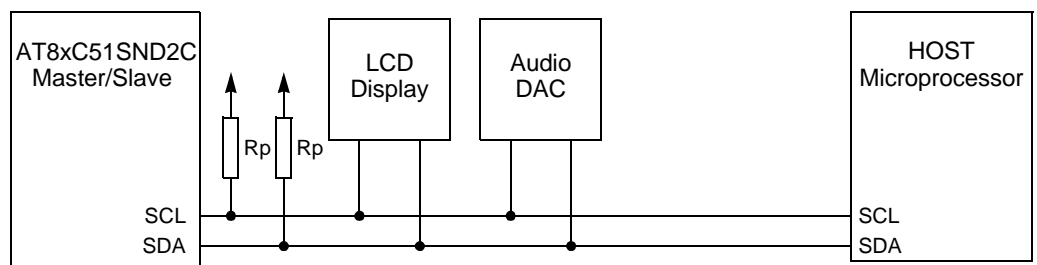 AT8xC51SND2C
Master/Slave
LCD
Display
Audio
DAC
HOST
Microprocessor
Rp
Rp
SCL
SDA
SCL
SDA